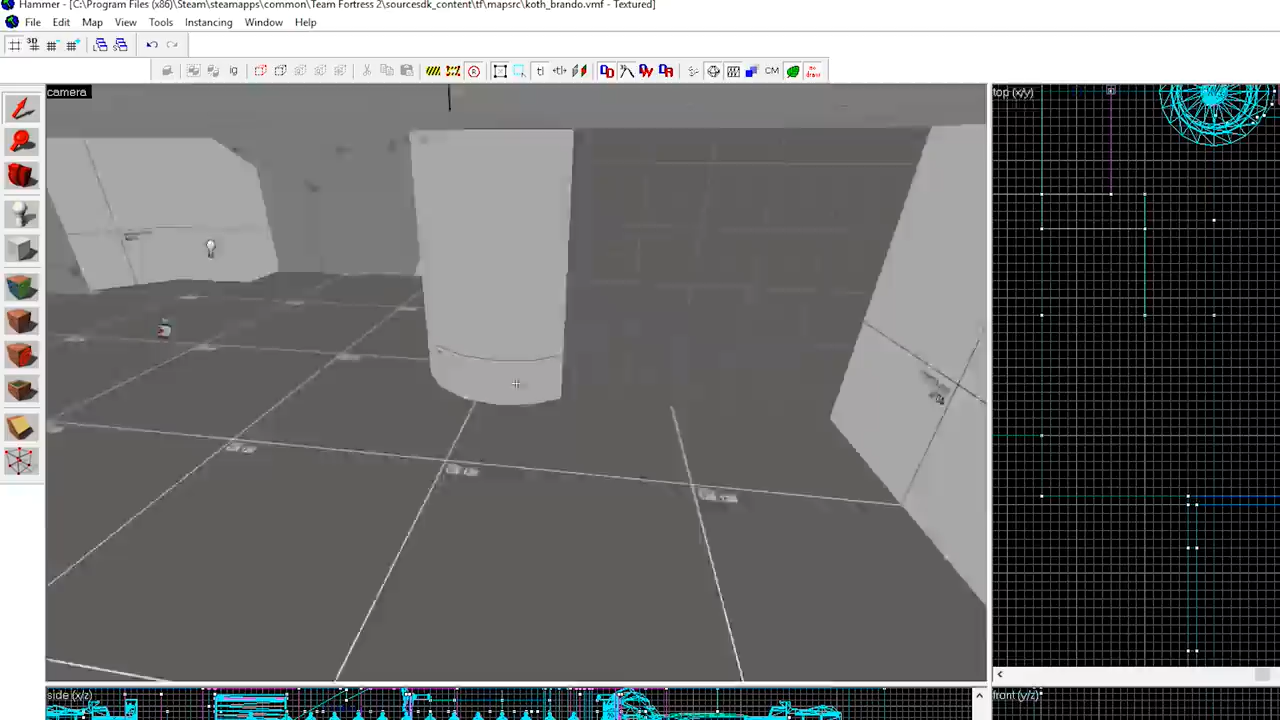 Hammer - [C:\Program Files (x86)\Steam\steamapps\common\Team Fortress 2\sourcesdk_content\tf\mapsrc\koth_brando.vmf - Textured]
File Edit Map View Tools Instancing Window Help
camera
top (x/y)
side (x/z)
front (y/z)